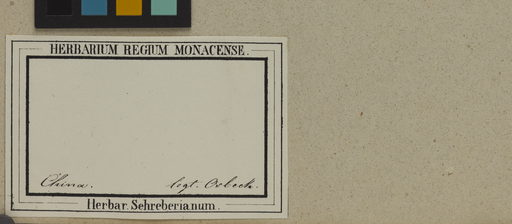 HERBARIUM REGIUM MONACENSE.
China. legt. Osbeck.
Herbar. Schreberianum.